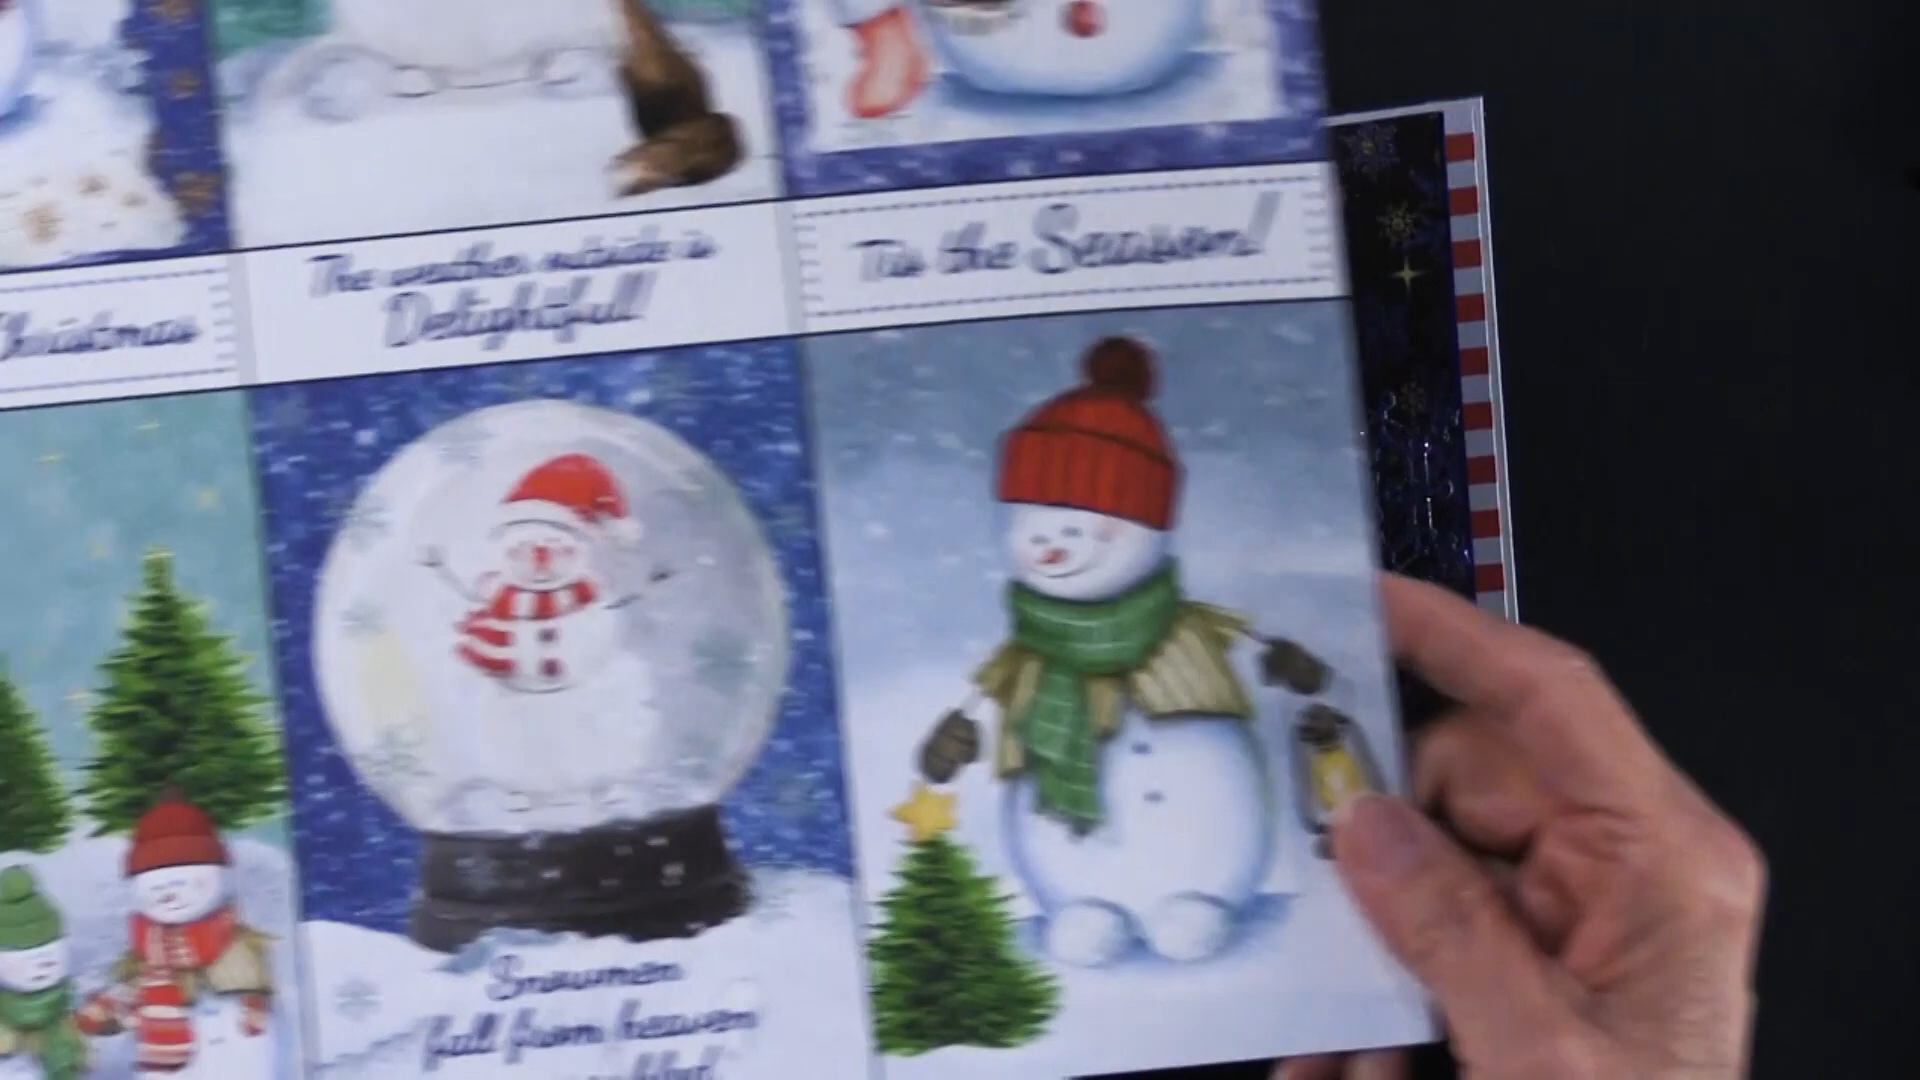 Christmas
The weather outside is
Delightful!
Tis the Season!
Snowmen
fall from heaven